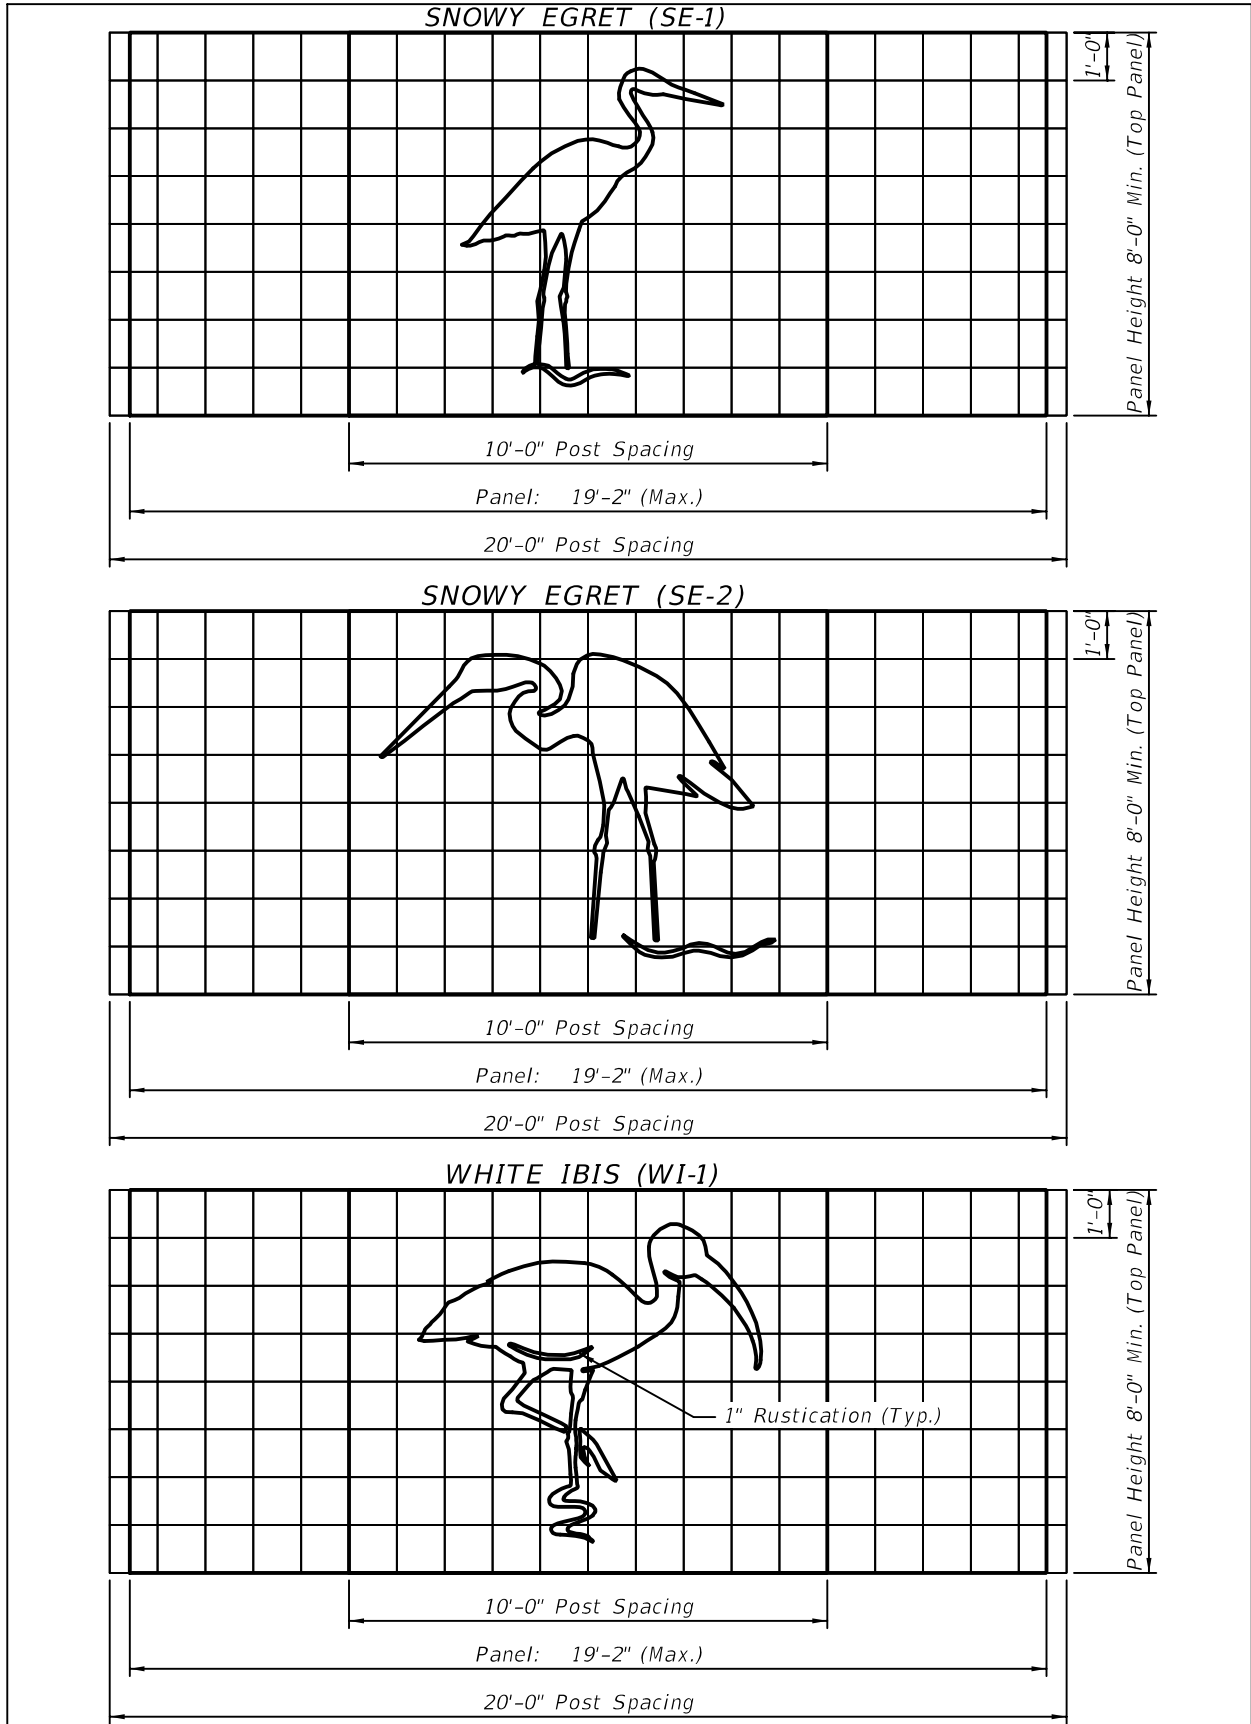 SNOWY EGRET (SE-1)
1'-0"
Panel Height 8'-0" Min. (Top Panel)
10'-0" Post Spacing
Panel: 19'-2" (Max.)
20'-0" Post Spacing
SNOWY EGRET (SE-2)
1'-0"
Panel Height 8'-0" Min. (Top Panel)
10'-0" Post Spacing
Panel: 19'-2" (Max.)
20'-0" Post Spacing
WHITE IBIS (WI-1)
1'-0"
Panel Height 8'-0" Min. (Top Panel)
1" Rustication (Typ.)
10'-0" Post Spacing
Panel: 19'-2" (Max.)
20'-0" Post Spacing